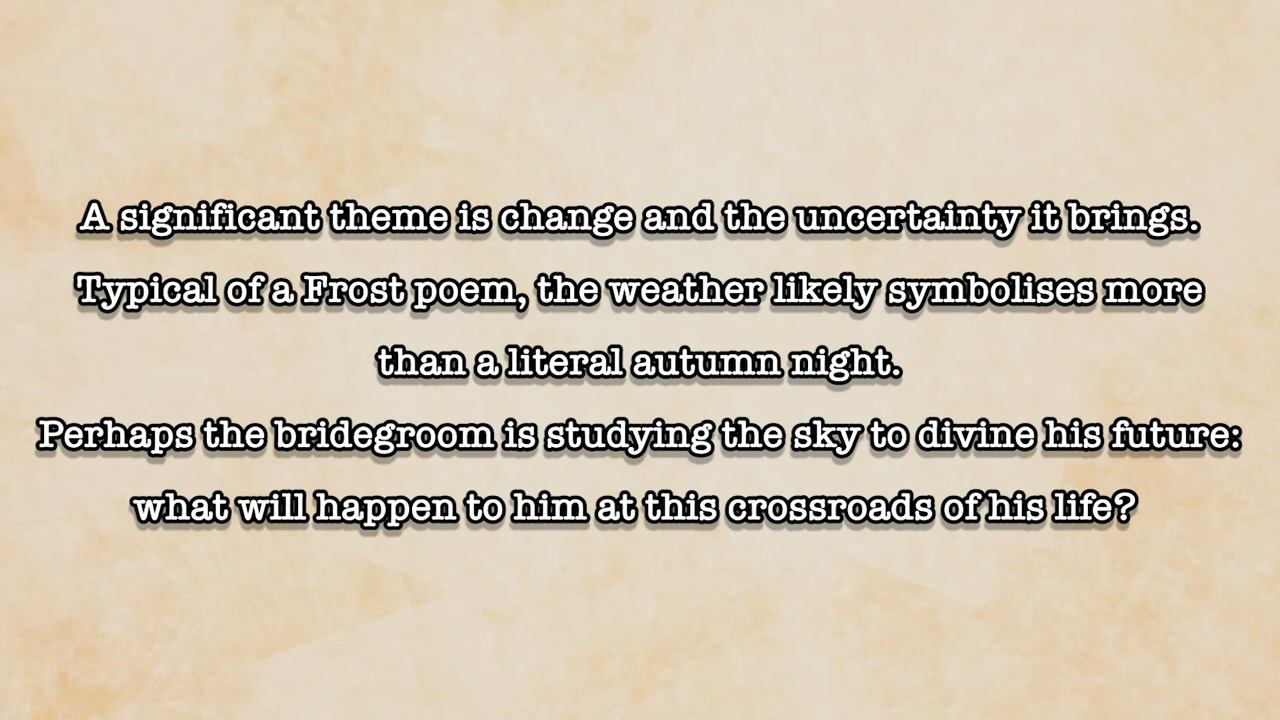 A significant theme is change and the uncertainty it brings.
Typical of a Frost poem, the weather likely symbolises more
than a literal autumn night.
Perhaps the bridegroom is studying the sky to divine his future:
what will happen to him at this crossroads of his life?